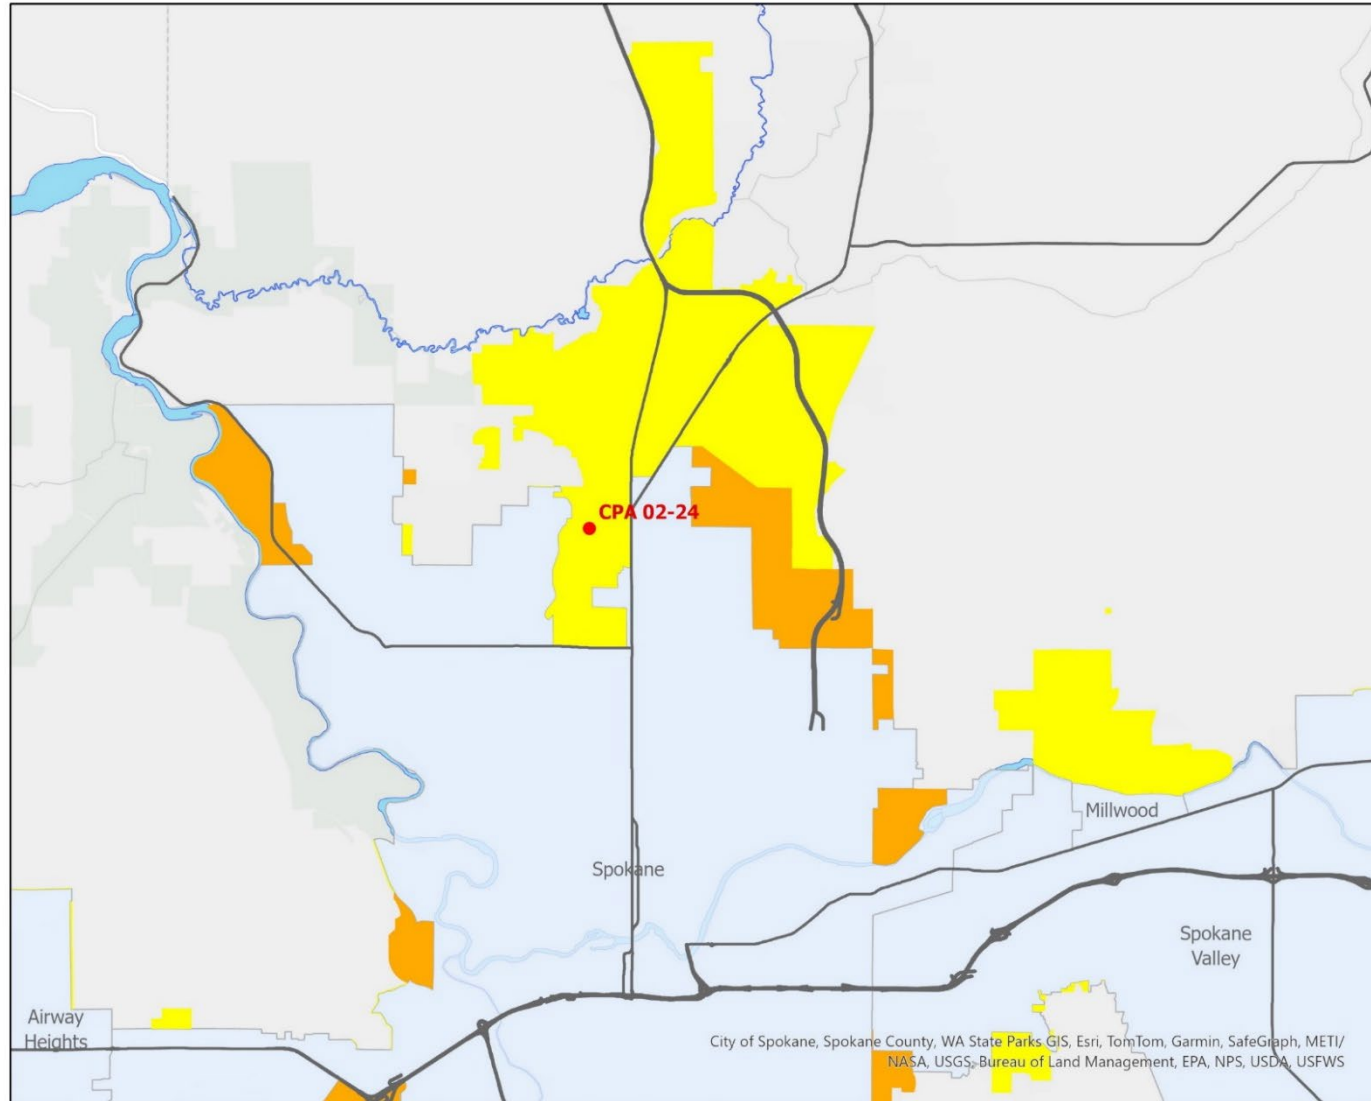 CPA 02-24
Millwood
Spokane
Spokane
Valley
Airway
Heights
City of Spokane, Spokane County, WA State Parks GIS, Esri, TomTom, Garmin, SafeGraph, METI/
NASA, USGS, Bureau of Land Management, EPA, NPS, USDA, USFWS